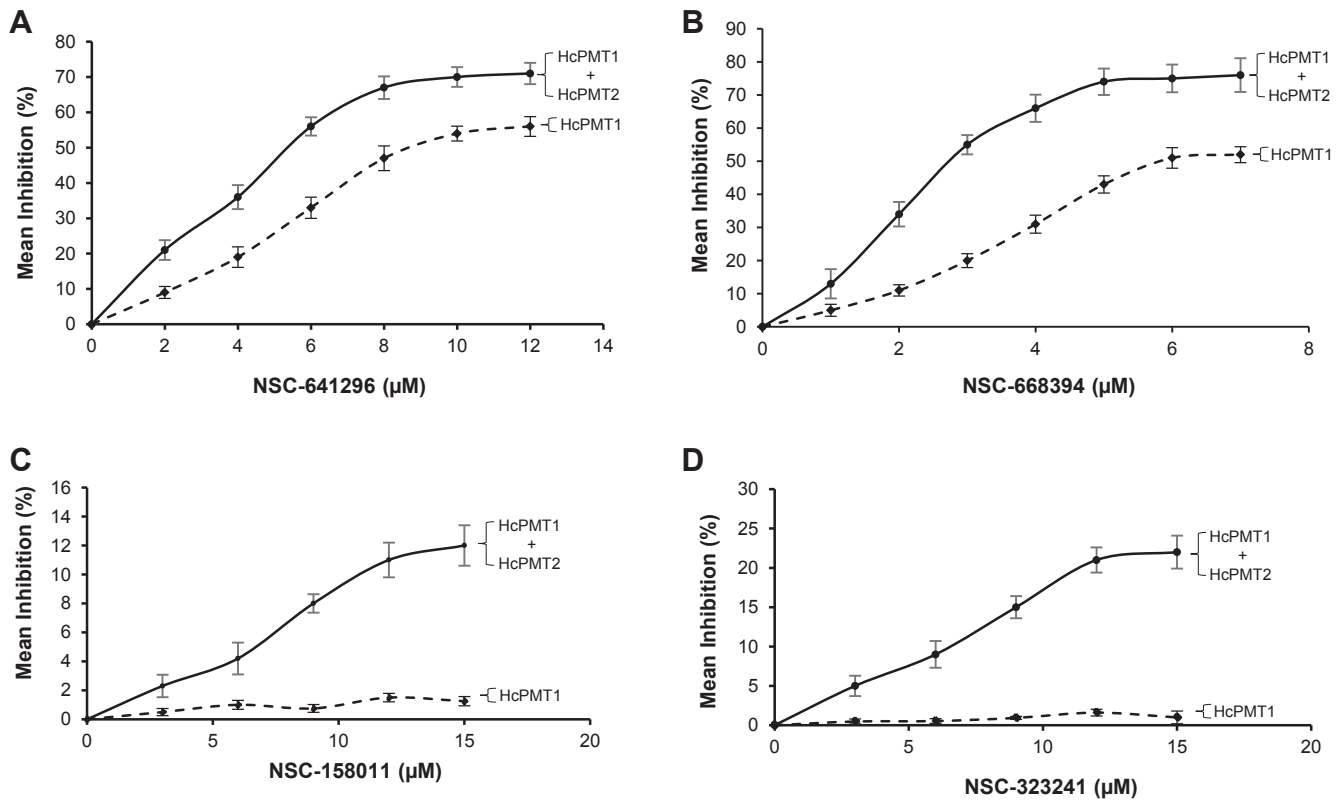 A
Mean Inhibition (%)
80
70
60
50
40
30
20
10
0
0 2 4 6 8 10 12 14
NSC-641296 (µM)
HcPMT1
+
HcPMT2
HcPMT1
B
Mean Inhibition (%)
90
80
70
60
50
40
30
20
10
0
0 2 4 6 8
NSC-668394 (µM)
HcPMT1
+
HcPMT2
HcPMT1
C
Mean Inhibition (%)
16
14
12
10
8
6
4
2
0
0 5 10 15 20
NSC-158011 (µM)
HcPMT1
+
HcPMT2
HcPMT1
D
Mean Inhibition (%)
30
25
20
15
10
5
0
0 5 10 15 20
NSC-323241 (µM)
HcPMT1
+
HcPMT2
HcPMT1